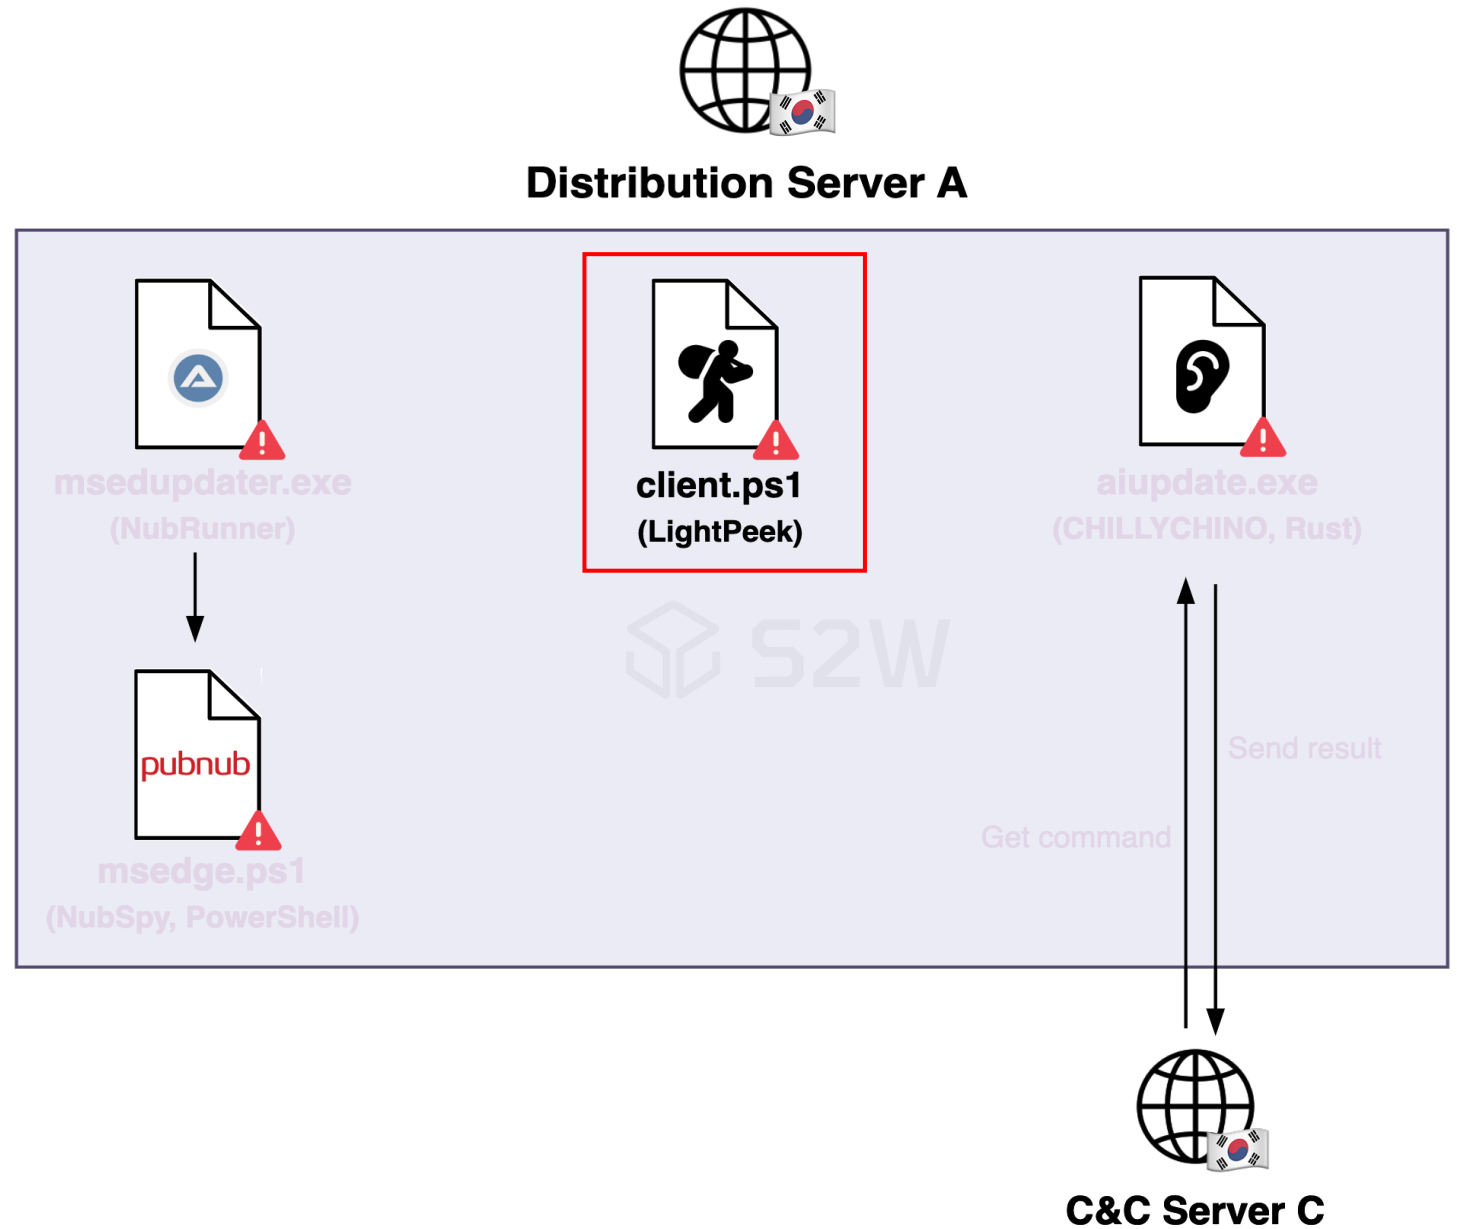 Distribution Server A
msedupdater.exe
(NubRunner)
client.ps1
(LightPeek)
aiupdate.exe
(CHILLYCHINO, Rust)
S2W
pubnub
msedge.ps1
(NubSpy, PowerShell)
Send result
Get command
C&C Server C